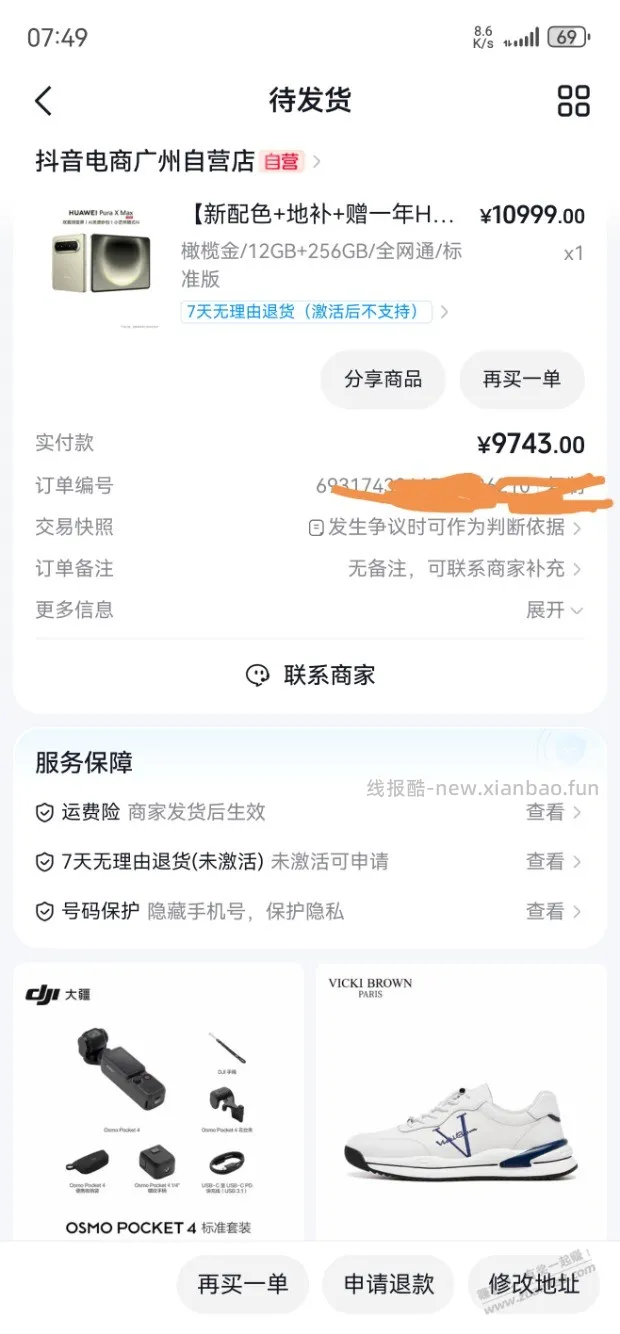 07:49
8.6
K/s
69
待发货
抖音电商广州自营店 自营
HUAWEI Pura X Max
【新配色+地补+赠一年H... ¥10999.00
橄榄金/12GB+256GB/全网通/标 x1
准版
7天无理由退货（激活后不支持）
分享商品 再买一单
实付款 ¥9743.00
订单编号
交易快照 发生争议时可作为判断依据
订单备注 无备注，可联系商家补充
更多信息 展开
联系商家
服务保障
线报酷-new.xianbao.fun
运费险 商家发货后生效 查看
7天无理由退货(未激活) 未激活可申请 查看
号码保护 隐藏手机号，保护隐私 查看
dji 大疆
VICKI BROWN
PARIS
Osmo Pocket 4
OSMO POCKET 4 标准套装
再买一单 申请退款 修改地址